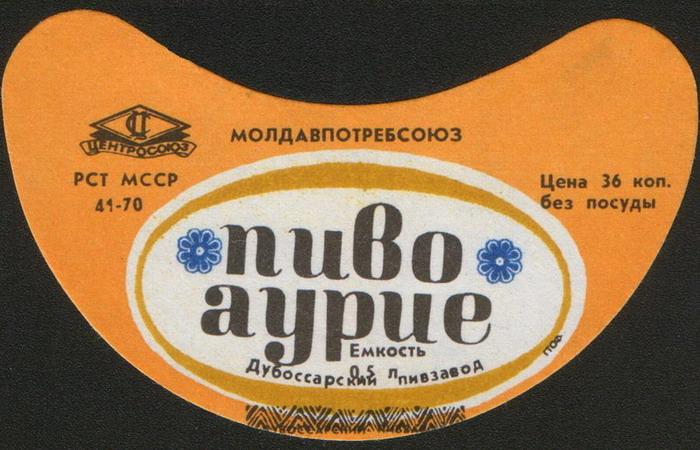 ЦЕНТРОСОЮЗ
МОЛДАВПОТРЕБСОЮЗ
РСТ МССР
41-70
Цена 36 коп.
без посуды
пиво
аурие
Емкость
0,5 л
Дубоссарский пивзавод